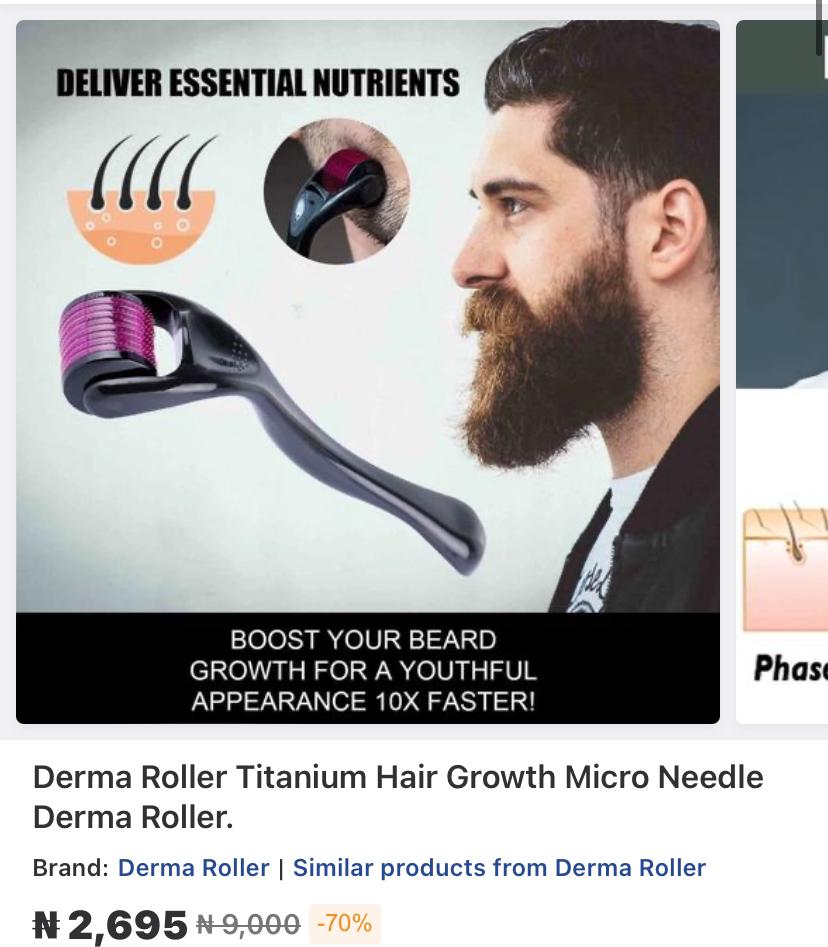 DELIVER ESSENTIAL NUTRIENTS
BOOST YOUR BEARD
GROWTH FOR A YOUTHFUL
APPEARANCE 10X FASTER!
Derma Roller Titanium Hair Growth Micro Needle
Derma Roller.
Brand: Derma Roller | Similar products from Derma Roller
₦ 2,695 ₦ 9,000 -70%